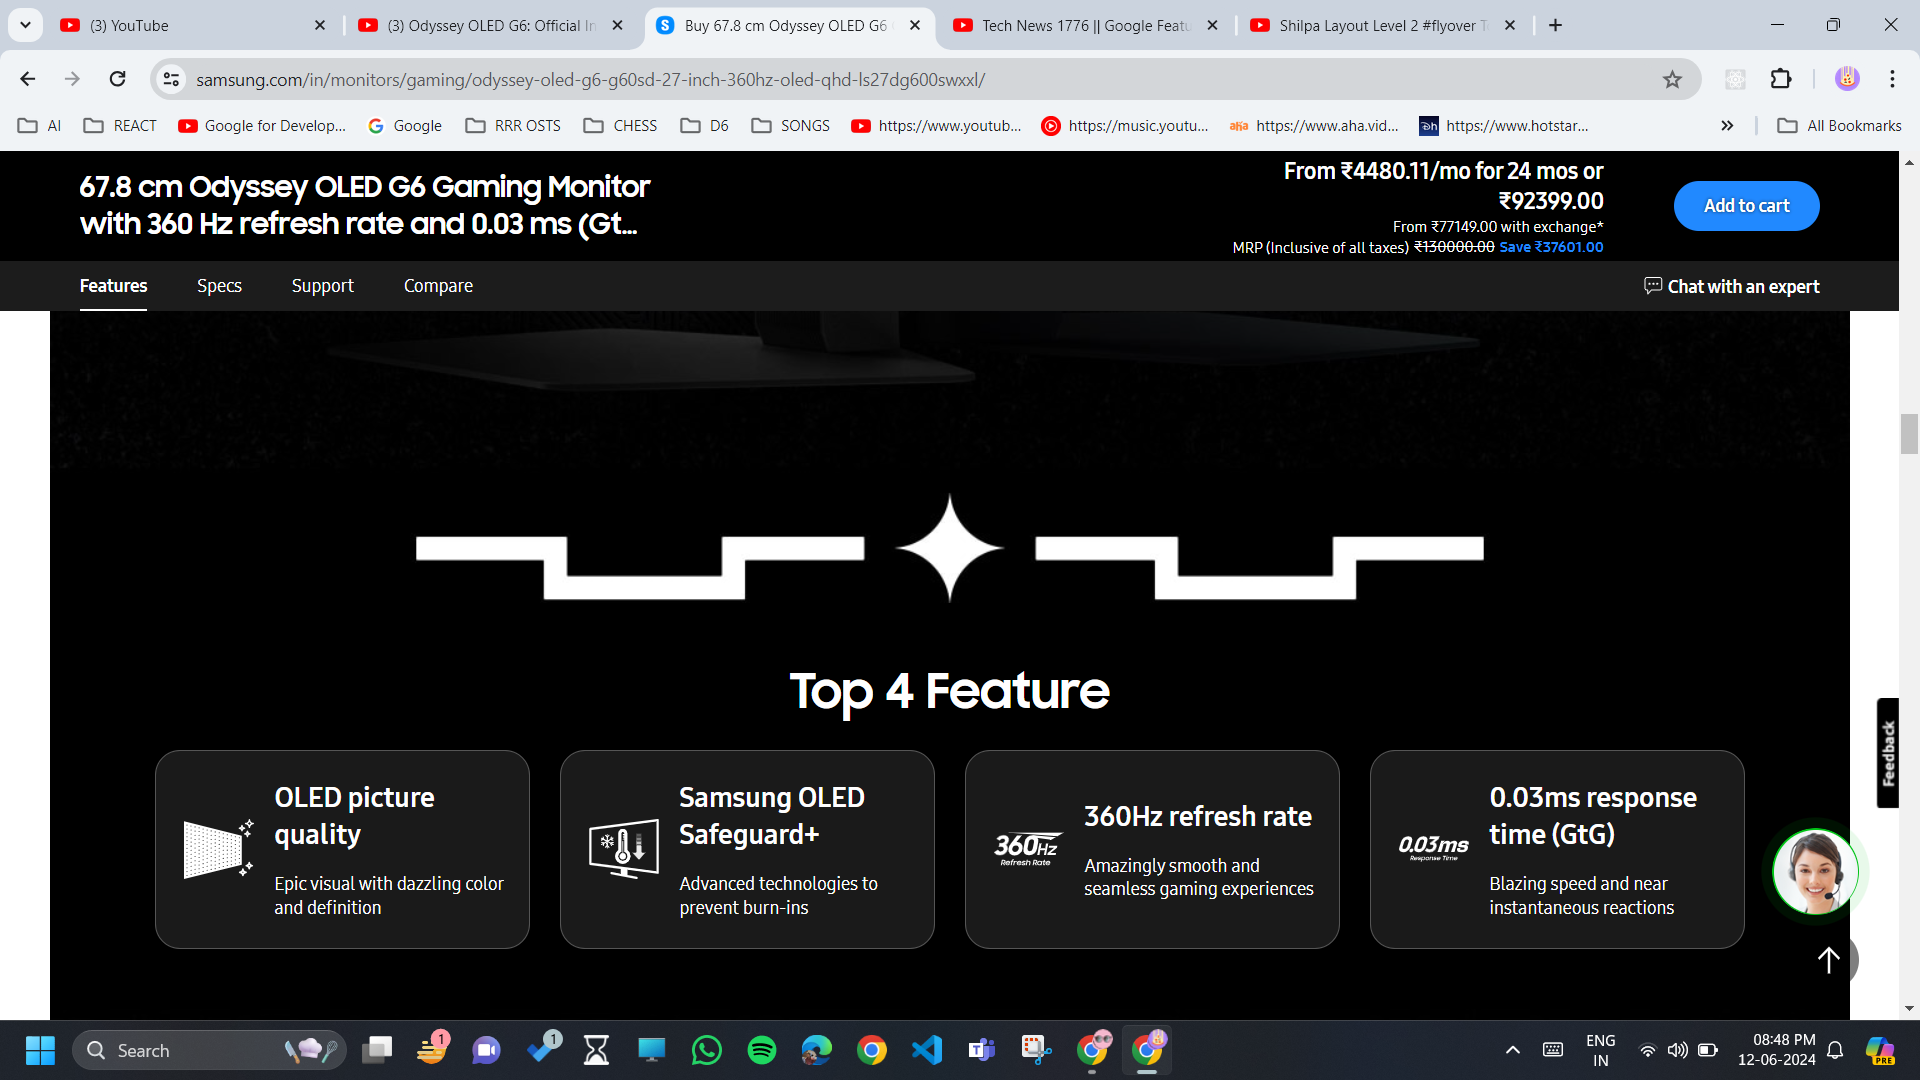 (3) YouTube
(3) Odyssey OLED G6: Official In
Buy 67.8 cm Odyssey OLED G6
Tech News 1776 || Google Featu
Shilpa Layout Level 2 #flyover T
samsung.com/in/monitors/gaming/odyssey-oled-g6-g60sd-27-inch-360hz-oled-qhd-ls27dg600swxxl/
AI
REACT
Google for Develop...
Google
RRR OSTS
CHESS
D6
SONGS
https://www.youtub...
https://music.youtu...
aha
https://www.aha.vid...
https://www.hotstar...
All Bookmarks
67.8 cm Odyssey OLED G6 Gaming Monitor
with 360 Hz refresh rate and 0.03 ms (Gt...
From ₹4480.11/mo for 24 mos or
₹92399.00
From ₹77149.00 with exchange*
MRP (Inclusive of all taxes) ₹130000.00 Save ₹37601.00
Add to cart
Features
Specs
Support
Compare
Chat with an expert
Top 4 Feature
OLED picture
quality
Epic visual with dazzling color
and definition
Samsung OLED
Safeguard+
Advanced technologies to
prevent burn-ins
360Hz
Refresh Rate
360Hz refresh rate
Amazingly smooth and
seamless gaming experiences
0.03ms
Response Time
0.03ms response
time (GtG)
Blazing speed and near
instantaneous reactions
Feedback
Search
1
1
ENG
IN
08:48 PM
12-06-2024
PRE